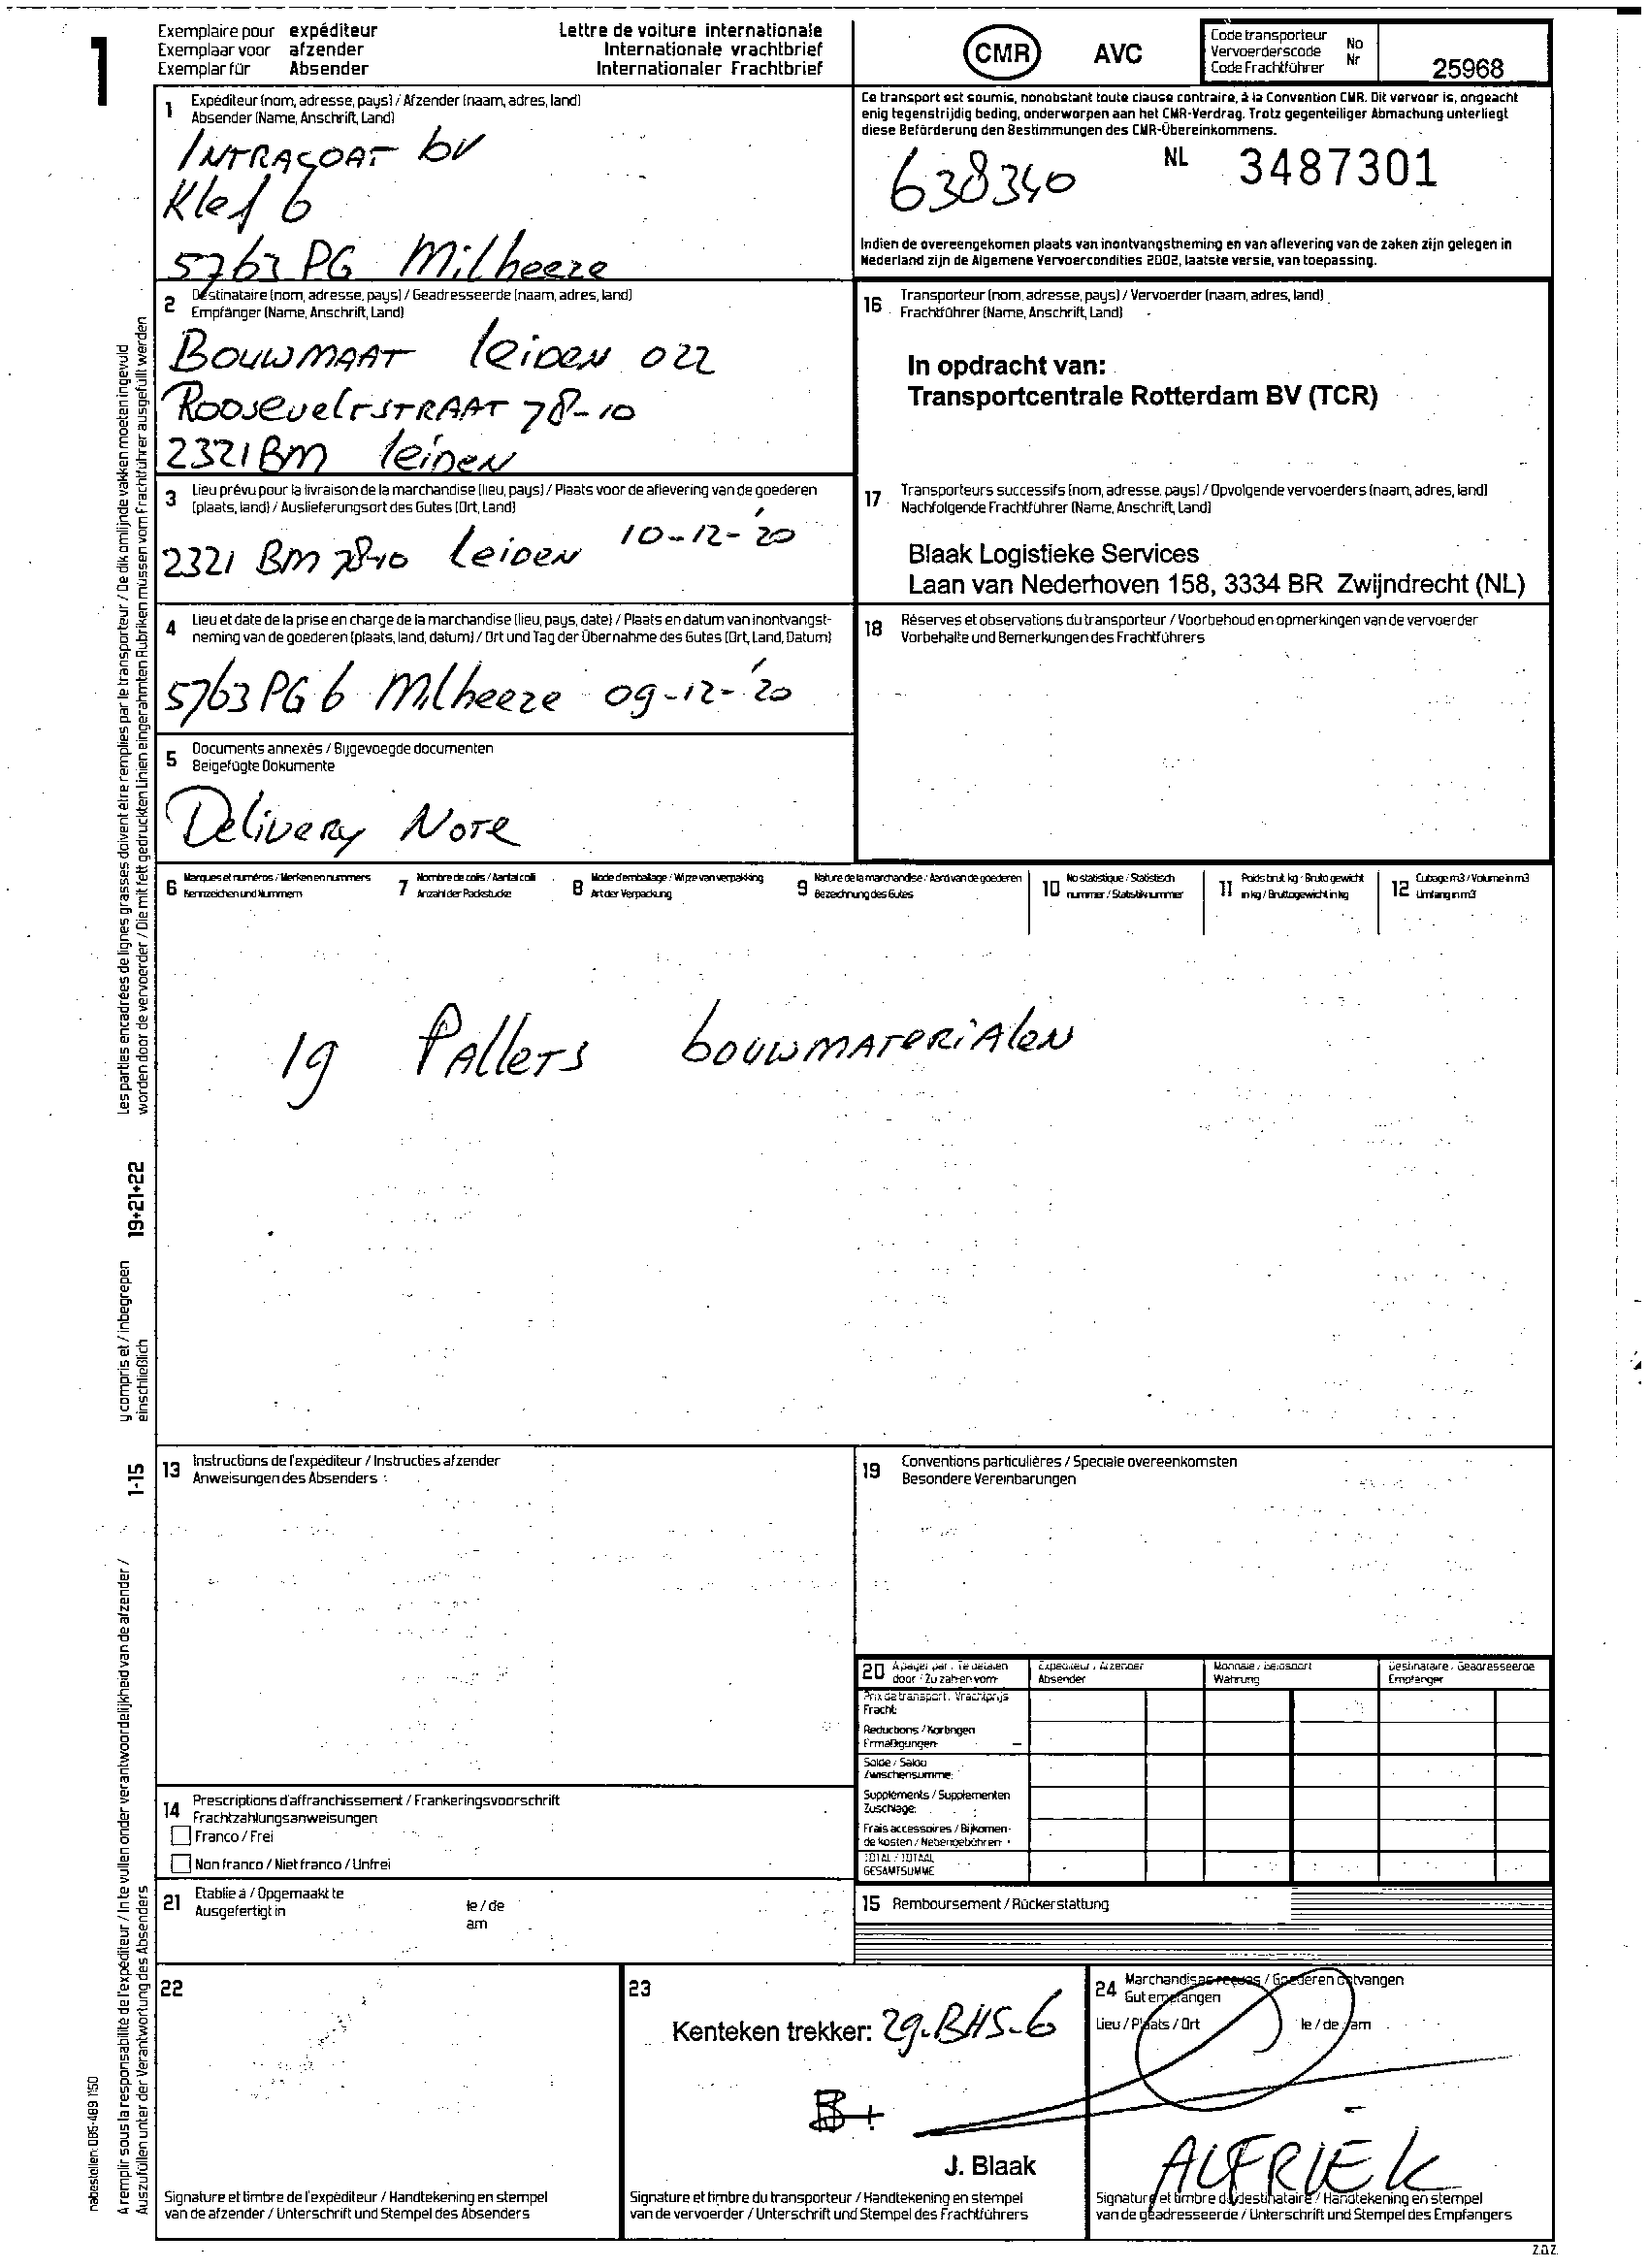 1
Exemplaire pour expéditeur
Exemplaar voor afzender
Exemplar für Absender
Lettre de voiture internationale
Internationale vrachtbrief
Internationaler Frachtbrief
CMR AVC
Code transporteur
Vervoerderscode
Code Frachtführer
No
Nr
25968
1 Expéditeur (nom, adresse, pays) / Afzender (naam, adres, land)
Absender (Name, Anschrift, Land)
INTRACOAT bv
Klef 6
5763 PG Milheeze
Ce transport est soumis, nonobstant toute clause contraire, à la Convention CMR. Dit vervoer is, ongeacht
enig tegenstrijdig beding, onderworpen aan het CMR-Verdrag. Trotz gegenteiliger Abmachung unterliegt
diese Beförderung den Bestimmungen des CMR-Übereinkommens.
638340
NL 3487301
Indien de overeengekomen plaats van inontvangstneming en van aflevering van de zaken zijn gelegen in
Nederland zijn de Algemene Vervoercondities 2002, laatste versie, van toepassing.
2 Destinataire (nom, adresse, pays) / Geadresseerde (naam, adres, land)
Empfänger (Name, Anschrift, Land)
BOUWMAAT leiden 022
ROOSEVELTSTRAAT 78-10
2321BM leiden
16 Transporteur (nom, adresse, pays) / Vervoerder (naam, adres, land)
Frachtführer (Name, Anschrift, Land)
In opdracht van:
Transportcentrale Rotterdam BV (TCR)
3 Lieu prévu pour la livraison de la marchandise (lieu, pays) / Plaats voor de aflevering van de goederen
(plaats, land) / Auslieferungsort des Gutes (Ort, Land)
2321 BM 78-10 Leiden 10-12-'20
17 Transporteurs successifs (nom, adresse, pays) / Opvolgende vervoerders (naam, adres, land)
Nachfolgende Frachtführer (Name, Anschrift, Land)
Blaak Logistieke Services
Laan van Nederhoven 158, 3334 BR Zwijndrecht (NL)
4 Lieu et date de la prise en charge de la marchandise (lieu, pays, date) / Plaats en datum van inontvangst-
neming van de goederen (plaats, land, datum) / Ort und Tag der Übernahme des Gutes (Ort, Land, Datum)
5763 PG 6 Milheeze 09-12-'20
18 Réserves et observations du transporteur / Voorbehoud en opmerkingen van de vervoerder
Vorbehalte und Bemerkungen des Frachtführers
5 Documents annexés / Bijgevoegde documenten
Beigefügte Dokumente
Delivery Note
6 Marques et numéros / Merken en nummers
Kennzeichen und Nummern
7 Nombre de colis / Aantal colli
Anzahl der Packstücke
8 Mode d'emballage / Wijze van verpakking
Art der Verpackung
9 Nature de la marchandise / Aard van de goederen
Bezeichnung des Gutes
10 No statistique / Statistisch
nummer / Statistiknummer
11 Poids brut, kg / Bruto gewicht
in kg / Bruttogewicht in kg
12 Cubage m3 / Volume in m3
Umfang in m3
19 Pallets bouwmaterialen
13 Instructions de l'expéditeur / Instructies afzender
Anweisungen des Absenders
19 Conventions particulières / Speciale overeenkomsten
Besondere Vereinbarungen
20 A payer par / Te betalen
door / Zu zahlen vom
Expéditeur / Afzender
Absender
Monnaie / Geldsoort
Währung
Destinataire / Geadresseerde
Empfänger
Prix de transport / Vrachtprijs
Fracht
Réductions / Kortingen
Ermäßigungen -
Solde / Saldo
Zwischensumme
Suppléments / Supplementen
Zuschläge
Frais accessoires / Bijkomen-
de kosten / Nebengebühren +
TOTAL / TOTAAL
GESAMTSUMME
14 Prescriptions d'affranchissement / Frankeringsvoorschrift
Frachtzahlungsanweisungen
Franco / Frei
Non franco / Niet franco / Unfrei
21 Etablie à / Opgemaakt te
Ausgefertigt in
le / de
am
15 Remboursement / Rückerstattung
22
Signature et timbre de l'expéditeur / Handtekening en stempel
van de afzender / Unterschrift und Stempel des Absenders
23
Kenteken trekker: 29-BHS-6
J. Blaak
Signature et timbre du transporteur / Handtekening en stempel
van de vervoerder / Unterschrift und Stempel des Frachtführers
24 Marchandises reçues / Goederen ontvangen
Gut empfangen
Lieu / Plaats / Ort le / de / am
ALFRIEK
Signature et timbre du destinataire / Handtekening en stempel
van de geadresseerde / Unterschrift und Stempel des Empfängers
Les parties encadrées de lignes grasses doivent être remplies par le transporteur / De dik omlijnde vakken moeten ingevuld
worden door de vervoerder / Die mit fett gedruckten Linien eingerahmten Rubriken müssen vom Frachtführer ausgefüllt werden
y compris et / inbegrepen
einschließlich
19+21+22
1-15
A remplir sous la responsabilité de l'expéditeur / In te vullen onder verantwoordelijkheid van de afzender /
Auszufüllen unter der Verantwortung des Absenders
nabestellen: 085-489 1150